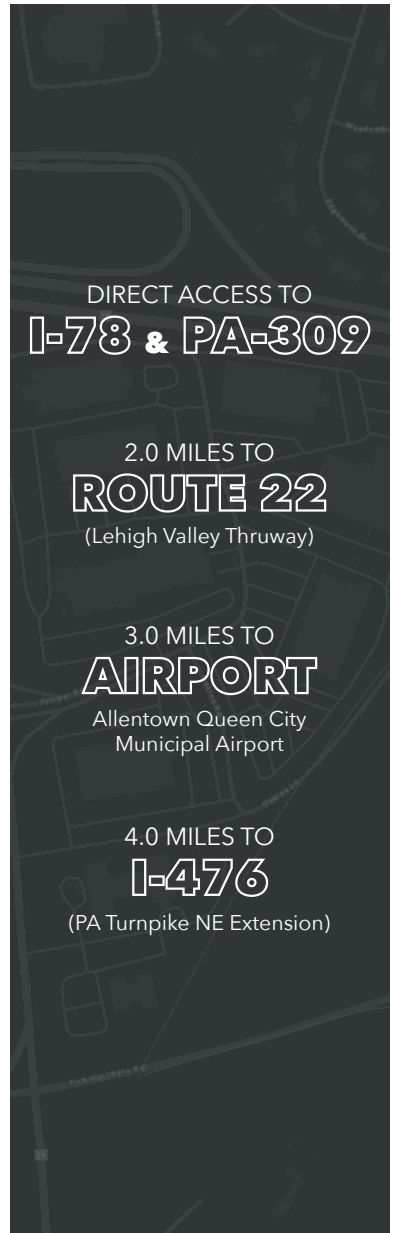 DIRECT ACCESS TO
I-78 & PA-309
2.0 MILES TO
ROUTE 22
(Lehigh Valley Thruway)
3.0 MILES TO
AIRPORT
Allentown Queen City
Municipal Airport
4.0 MILES TO
I-476
(PA Turnpike NE Extension)